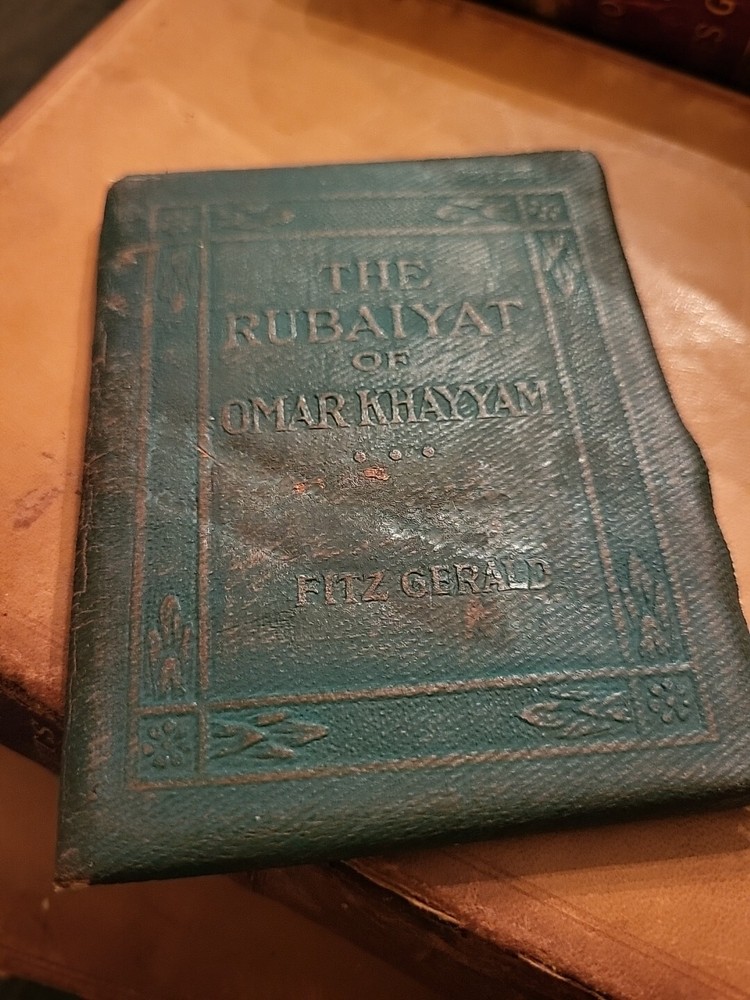 THE
RUBAIYAT
OF
OMAR KHAYYAM
FITZ GERALD